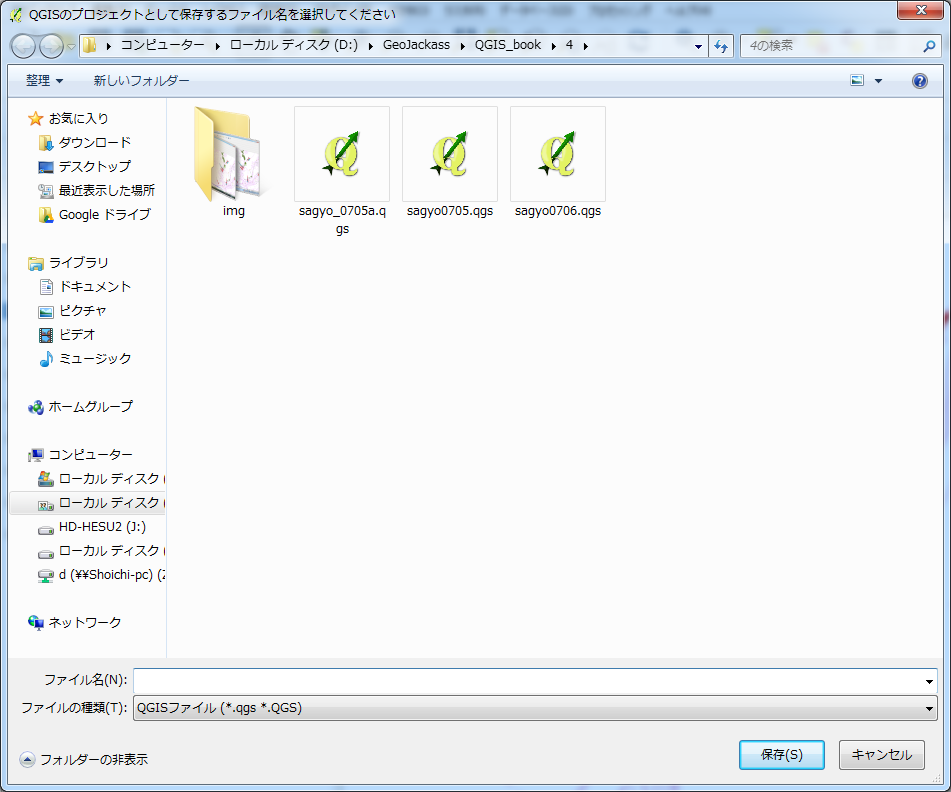 QGISのプロジェクトとして保存するファイル名を選択してください
コンピューター ▸ ローカル ディスク (D:) ▸ GeoJackass ▸ QGIS_book ▸ 4 ▸
4の検索
整理
新しいフォルダー
お気に入り
ダウンロード
デスクトップ
最近表示した場所
Google ドライブ
ライブラリ
ドキュメント
ピクチャ
ビデオ
ミュージック
ホームグループ
コンピューター
ローカル ディスク (
ローカル ディスク (
HD-HESU2 (J:)
ローカル ディスク (
d (¥¥Shoichi-pc) (Z
ネットワーク
img
sagyo_0705a.q
gs
sagyo0705.qgs
sagyo0706.qgs
ファイル名(N):
ファイルの種類(T): QGISファイル (*.qgs *.QGS)
フォルダーの非表示
保存(S)
キャンセル